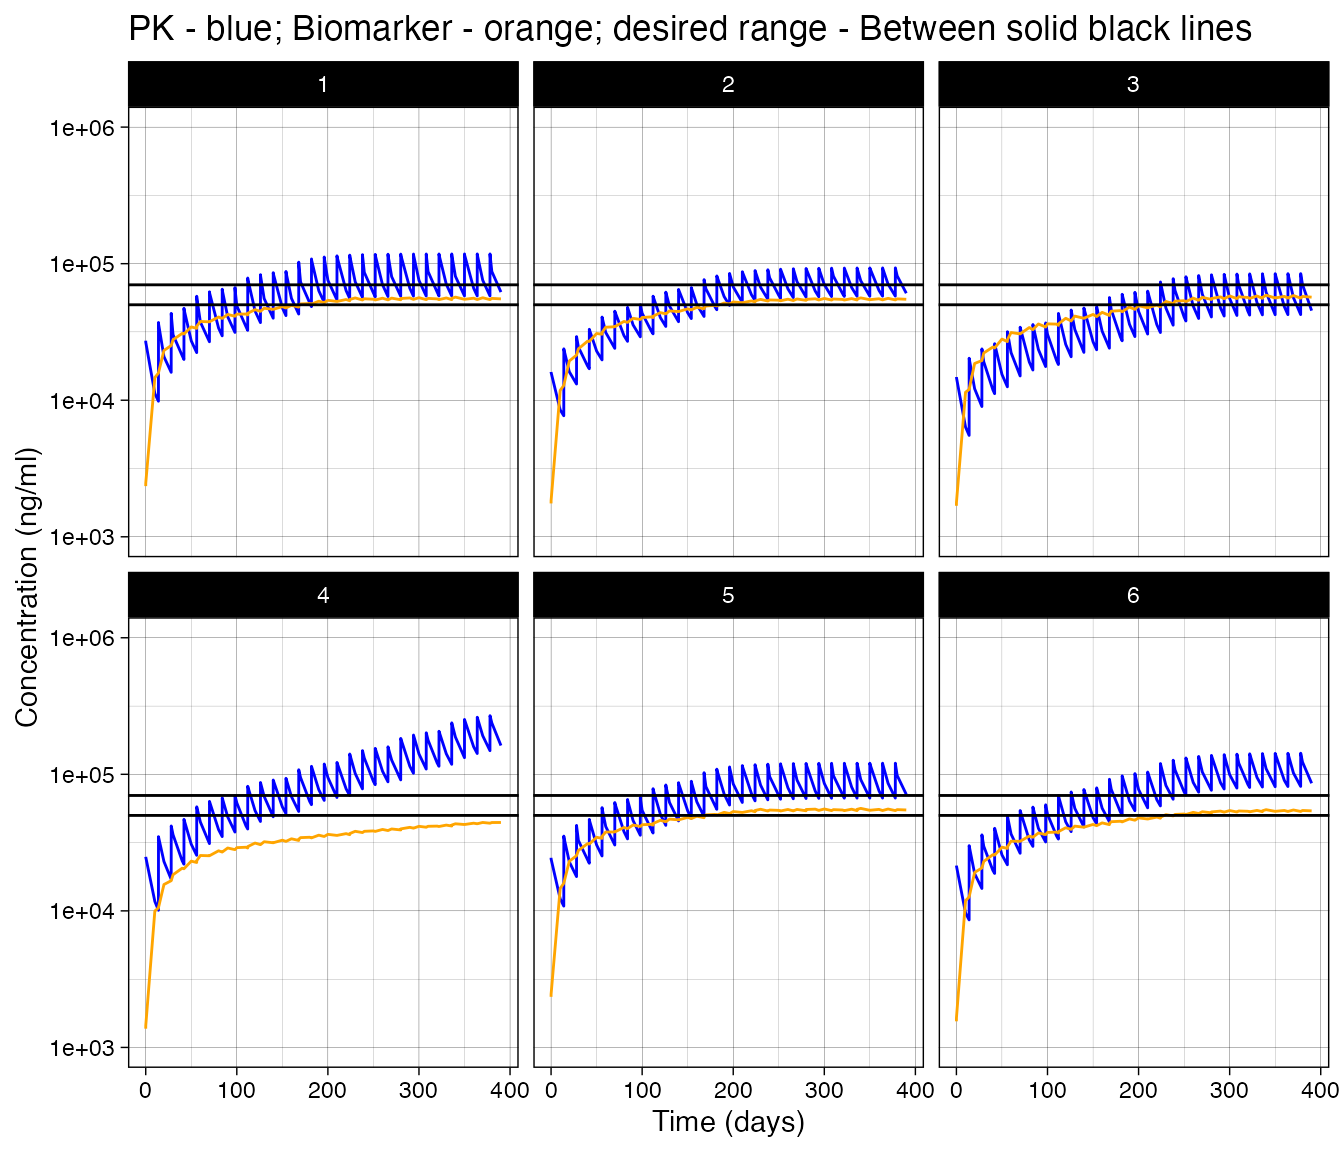 PK - blue; Biomarker - orange; desired range - Between solid black lines
1 2 3
1e+06
1e+05
1e+04
1e+03
4 5 6
1e+06
1e+05
1e+04
1e+03
0 100 200 300 400 0 100 200 300 400 0 100 200 300 400
Time (days)
Concentration (ng/ml)